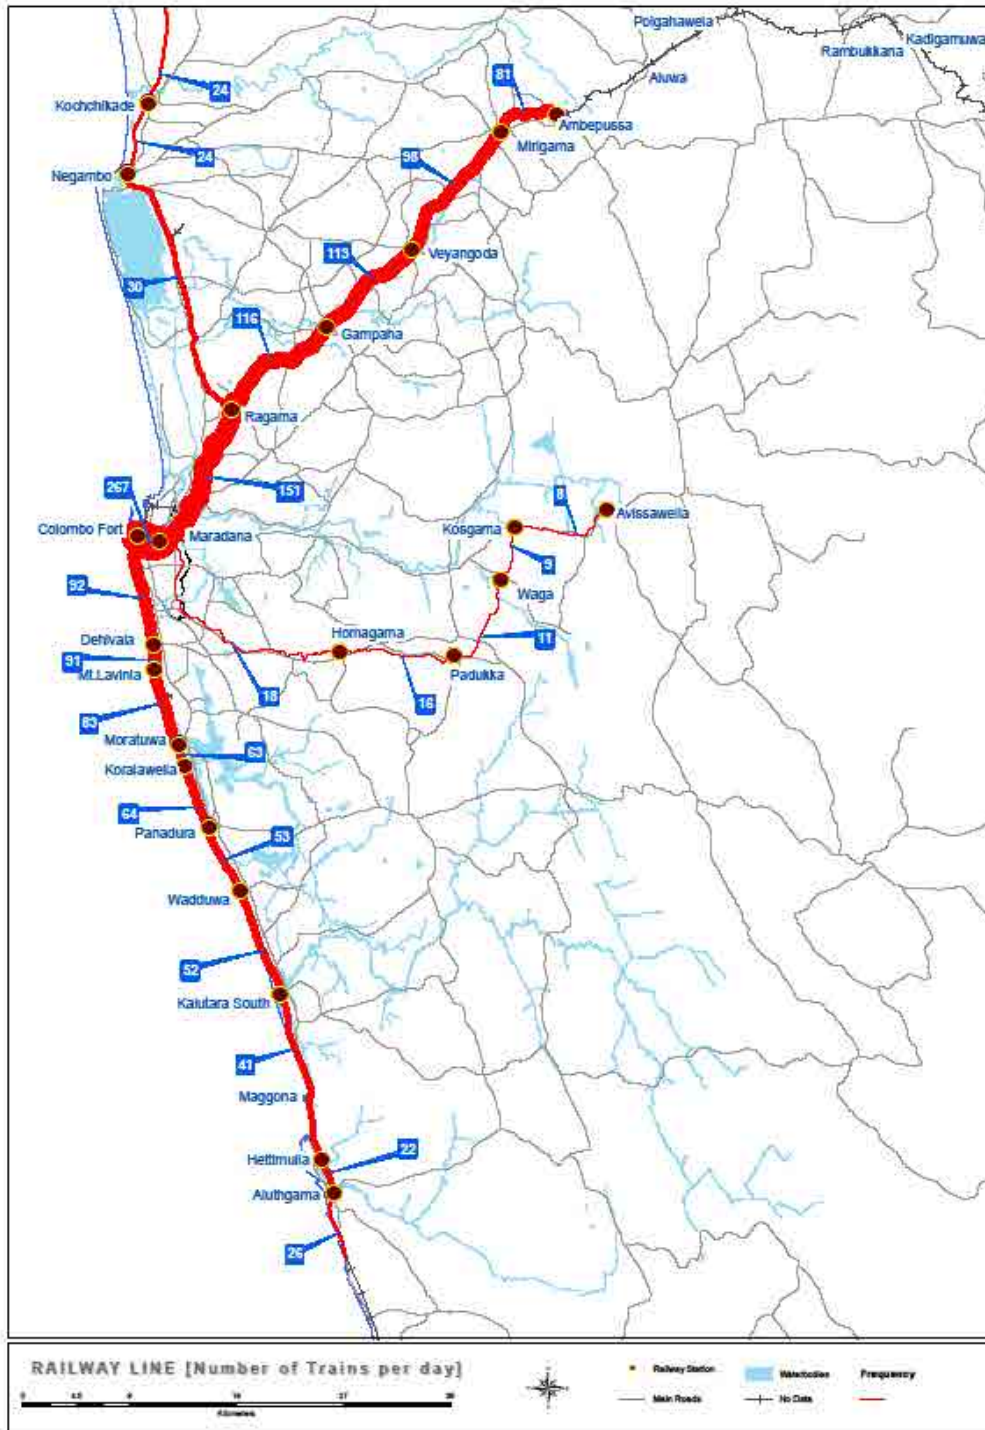 Polgahawela
Kadigamuwa
Rambukkana
Aluwa
81
24
Kochchikade
Ambepussa
Mirigama
98
24
Negambo
113
Veyangoda
30
116
Gampaha
Ragama
267
151
8
Avissawella
Colombo Fort
Maradana
Kosgama
9
92
Waga
Dehivala
Homagama
11
91
Mt.Lavinia
Padukka
18
16
83
Moratuwa
63
Koralawella
64
Panadura
53
Wadduwa
52
Kalutara South
41
Maggona
22
Hettimulla
Aluthgama
26
RAILWAY LINE [Number of Trains per day]
Kilometers
Railway Station
Waterbodies
Frequency
Main Roads
No Data